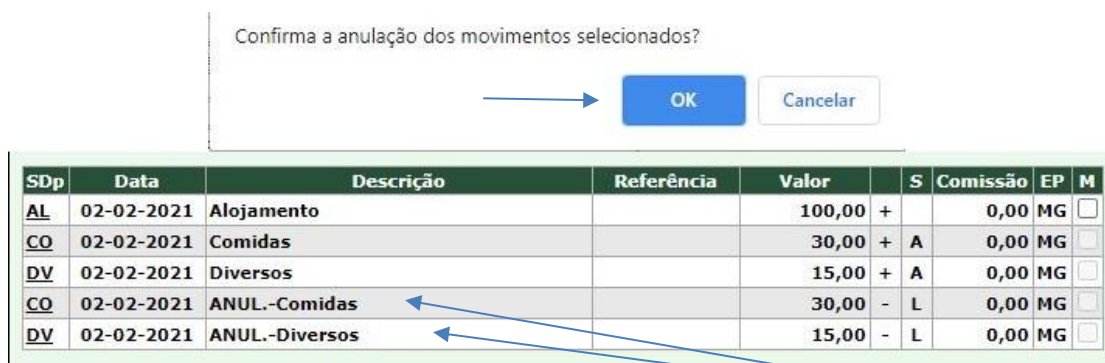 Confirma a anulação dos movimentos selecionados?
OK Cancelar
SDp Data Descrição Referência Valor S Comissão EP M
AL 02-02-2021 Alojamento 100,00 + 0,00 MG
CO 02-02-2021 Comidas 30,00 + A 0,00 MG
DV 02-02-2021 Diversos 15,00 + A 0,00 MG
CO 02-02-2021 ANUL.-Comidas 30,00 - L 0,00 MG
DV 02-02-2021 ANUL.-Diversos 15,00 - L 0,00 MG